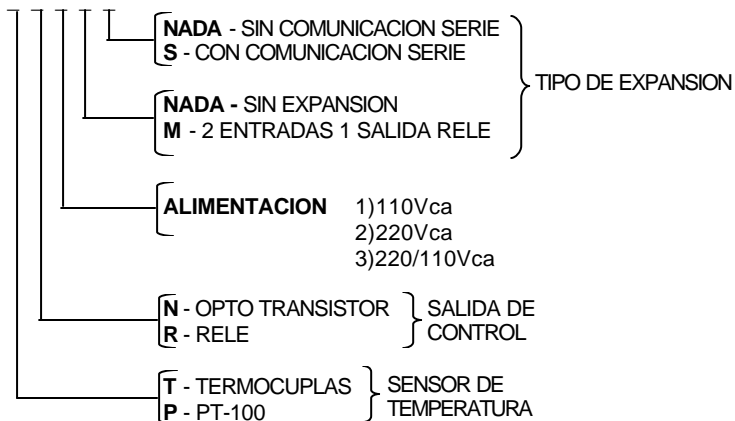 NADA - SIN COMUNICACION SERIE
S - CON COMUNICACION SERIE
TIPO DE EXPANSION
NADA - SIN EXPANSION
M - 2 ENTRADAS 1 SALIDA RELE
ALIMENTACION 1)110Vca
2)220Vca
3)220/110Vca
N - OPTO TRANSISTOR
R - RELE
SALIDA DE
CONTROL
T - TERMOCUPLAS
P - PT-100
SENSOR DE
TEMPERATURA